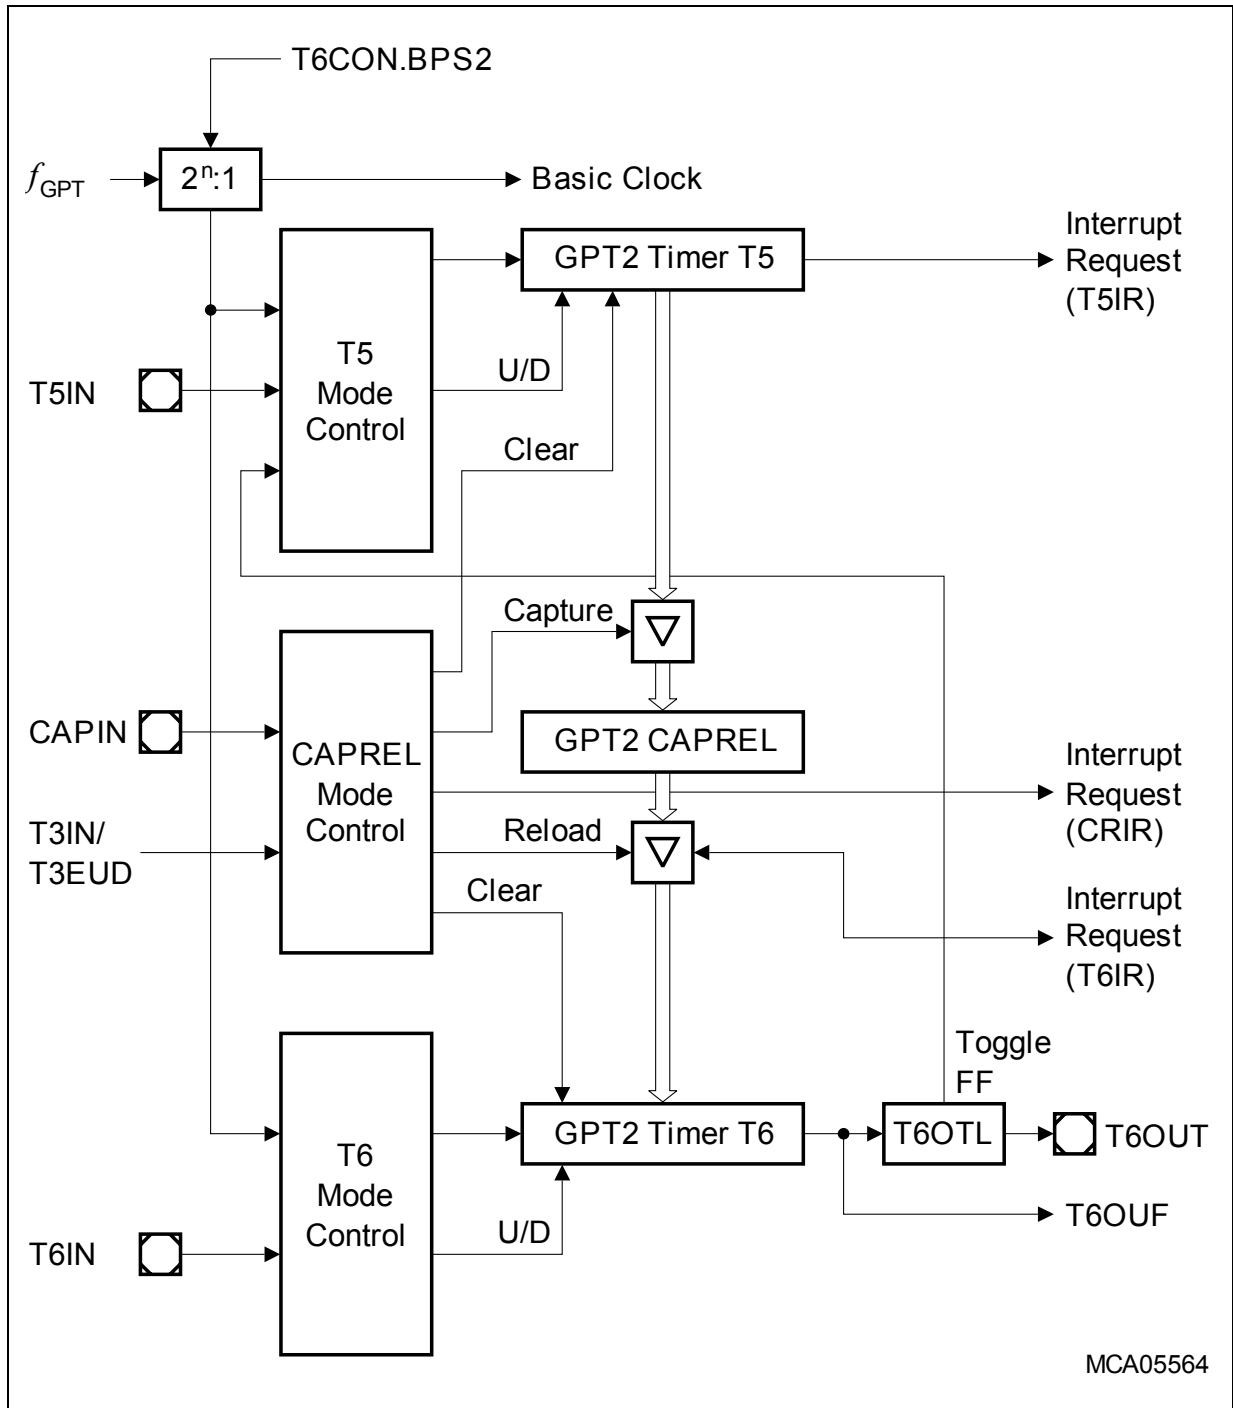 T6CON.BPS2
fGPT
2n:1
Basic Clock
GPT2 Timer T5
Interrupt
Request
(T5IR)
T5
Mode
Control
U/D
T5IN
Clear
Capture
CAPIN
CAPREL
Mode
Control
GPT2 CAPREL
Interrupt
Request
(CRIR)
T3IN/
T3EUD
Reload
Clear
Interrupt
Request
(T6IR)
Toggle
FF
T6
Mode
Control
GPT2 Timer T6
T6OTL
T6OUT
U/D
T6OUF
T6IN
MCA05564